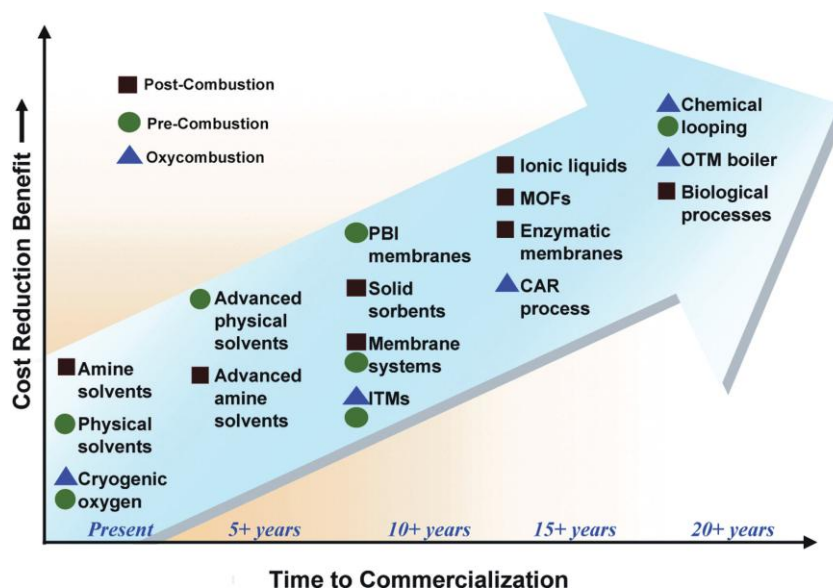 Cost Reduction Benefit
Post-Combustion
Pre-Combustion
Oxycombustion
Amine
solvents
Physical
solvents
Cryogenic
oxygen
Advanced
physical
solvents
Advanced
amine
solvents
PBI
membranes
Solid
sorbents
Membrane
systems
ITMs
Ionic liquids
MOFs
Enzymatic
membranes
CAR
process
Chemical
looping
OTM boiler
Biological
processes
Present
5+ years
10+ years
15+ years
20+ years
Time to Commercialization